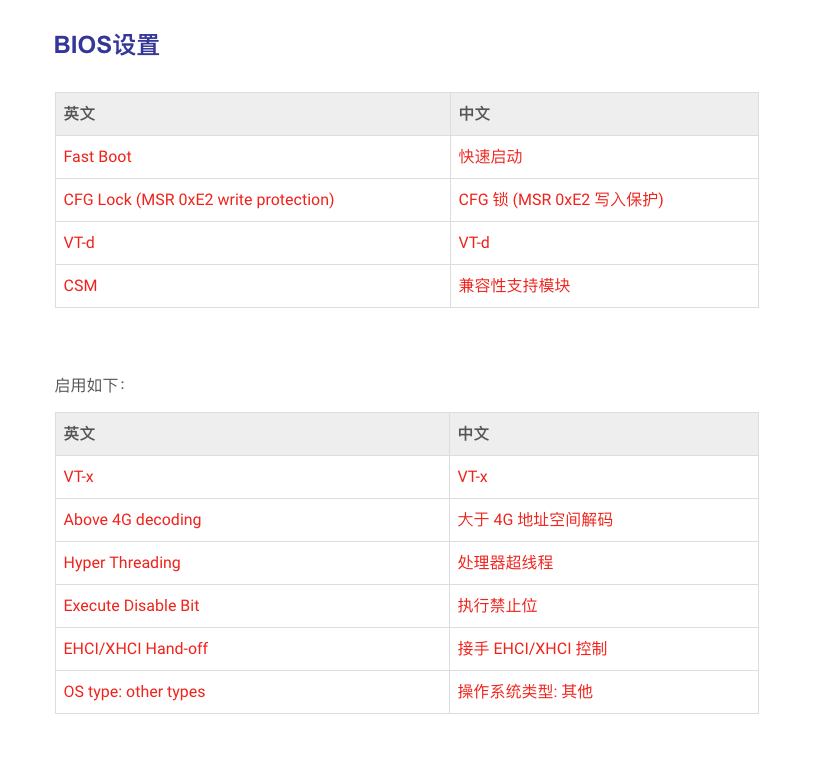 BIOS设置
英文 中文
Fast Boot 快速启动
CFG Lock (MSR 0xE2 write protection) CFG 锁 (MSR 0xE2 写入保护)
VT-d VT-d
CSM 兼容性支持模块
启用如下：
英文 中文
VT-x VT-x
Above 4G decoding 大于 4G 地址空间解码
Hyper Threading 处理器超线程
Execute Disable Bit 执行禁止位
EHCI/XHCI Hand-off 接手 EHCI/XHCI 控制
OS type: other types 操作系统类型: 其他